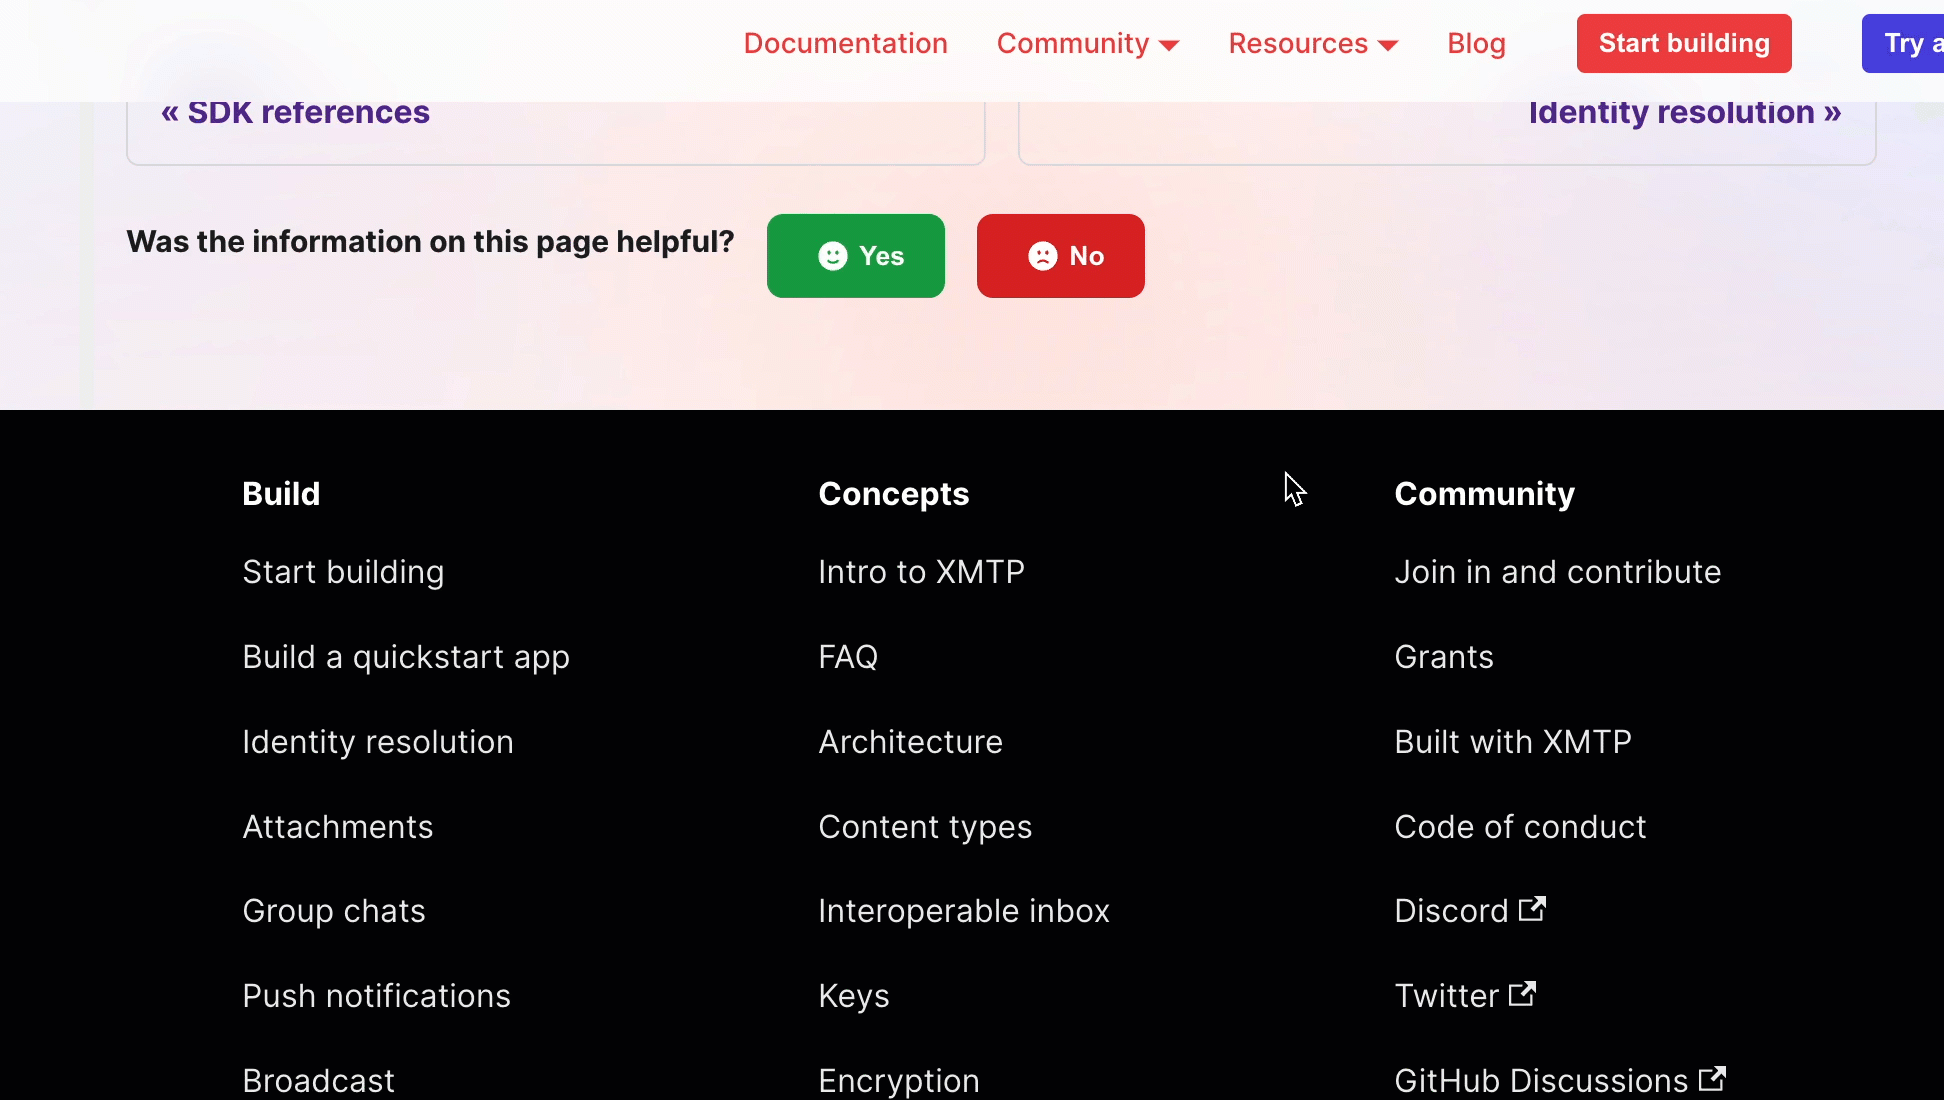 Documentation Community Resources Blog Start building Try a
« SDK references
Identity resolution »
Was the information on this page helpful? Yes No
Build
Start building
Build a quickstart app
Identity resolution
Attachments
Group chats
Push notifications
Broadcast
Concepts
Intro to XMTP
FAQ
Architecture
Content types
Interoperable inbox
Keys
Encryption
Community
Join in and contribute
Grants
Built with XMTP
Code of conduct
Discord
Twitter
GitHub Discussions